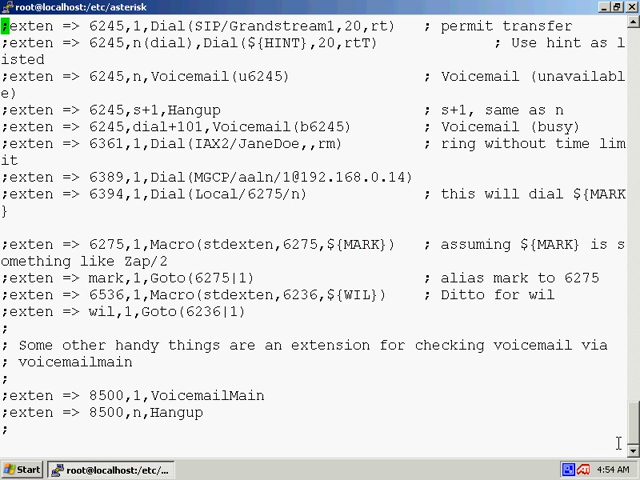 root@localhost:/etc/asterisk
;exten => 6245,1,Dial(SIP/Grandstream1,20,rt)	; permit transfer
;exten => 6245,n(dial),Dial(${HINT},20,rtT)	; Use hint as l
isted
;exten => 6245,n,Voicemail(u6245)	; Voicemail (unavailabl
e)
;exten => 6245,s+1,Hangup	; s+1, same as n
;exten => 6245,dial+101,Voicemail(b6245)	; Voicemail (busy)
;exten => 6361,1,Dial(IAX2/JaneDoe,,rm)	; ring without time lim
it
;exten => 6389,1,Dial(MGCP/aaln/1@192.168.0.14)
;exten => 6394,1,Dial(Local/6275/n)	; this will dial ${MARK
}
;exten => 6275,1,Macro(stdexten,6275,${MARK})	; assuming ${MARK} is s
omething like Zap/2
;exten => mark,1,Goto(6275|1)	; alias mark to 6275
;exten => 6536,1,Macro(stdexten,6236,${WIL})	; Ditto for wil
;exten => wil,1,Goto(6236|1)
;
; Some other handy things are an extension for checking voicemail via
; voicemailmain
;
;exten => 8500,1,VoicemailMain
;exten => 8500,n,Hangup
;
Start
root@localhost:/etc/...
4:54 AM